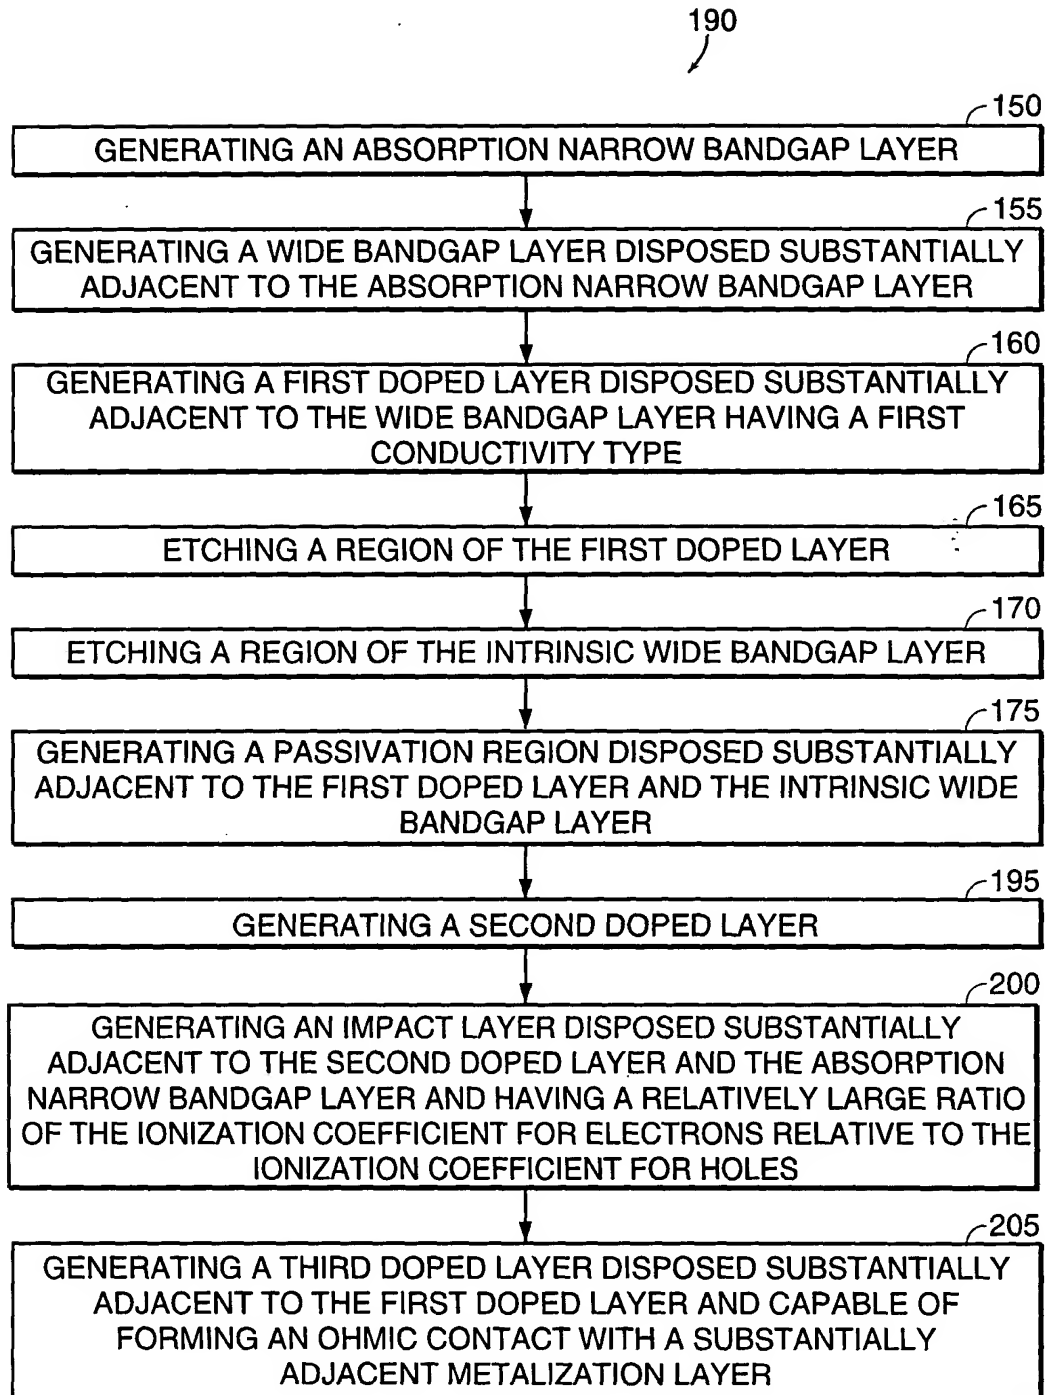 190
150
GENERATING AN ABSORPTION NARROW BANDGAP LAYER
155
GENERATING A WIDE BANDGAP LAYER DISPOSED SUBSTANTIALLY
ADJACENT TO THE ABSORPTION NARROW BANDGAP LAYER
160
GENERATING A FIRST DOPED LAYER DISPOSED SUBSTANTIALLY
ADJACENT TO THE WIDE BANDGAP LAYER HAVING A FIRST
CONDUCTIVITY TYPE
165
ETCHING A REGION OF THE FIRST DOPED LAYER
170
ETCHING A REGION OF THE INTRINSIC WIDE BANDGAP LAYER
175
GENERATING A PASSIVATION REGION DISPOSED SUBSTANTIALLY
ADJACENT TO THE FIRST DOPED LAYER AND THE INTRINSIC WIDE
BANDGAP LAYER
195
GENERATING A SECOND DOPED LAYER
200
GENERATING AN IMPACT LAYER DISPOSED SUBSTANTIALLY
ADJACENT TO THE SECOND DOPED LAYER AND THE ABSORPTION
NARROW BANDGAP LAYER AND HAVING A RELATIVELY LARGE RATIO
OF THE IONIZATION COEFFICIENT FOR ELECTRONS RELATIVE TO THE
IONIZATION COEFFICIENT FOR HOLES
205
GENERATING A THIRD DOPED LAYER DISPOSED SUBSTANTIALLY
ADJACENT TO THE FIRST DOPED LAYER AND CAPABLE OF
FORMING AN OHMIC CONTACT WITH A SUBSTANTIALLY
ADJACENT METALIZATION LAYER